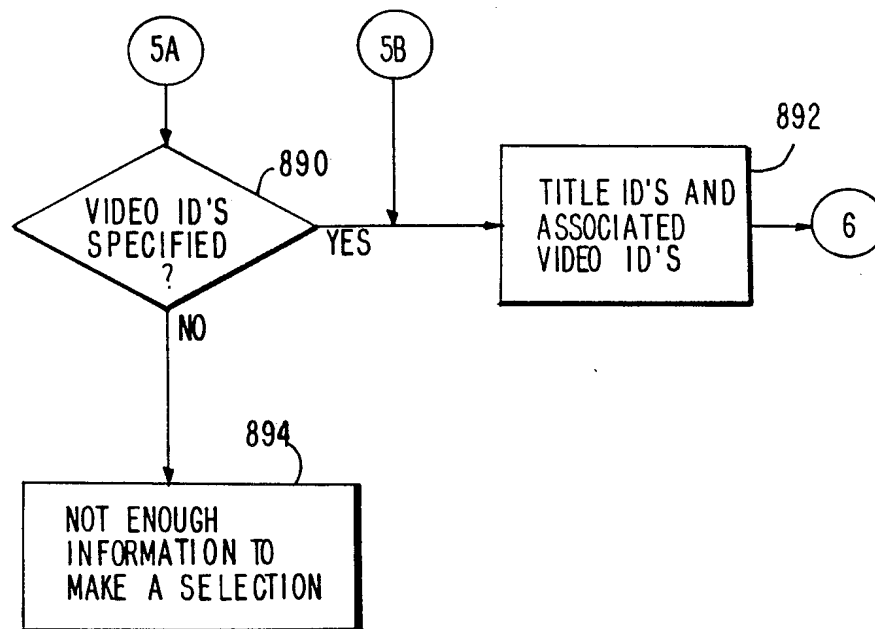 5A
5B
890
VIDEO ID'S
SPECIFIED
?
YES
NO
892
TITLE ID'S AND
ASSOCIATED
VIDEO ID'S
6
894
NOT ENOUGH
INFORMATION TO
MAKE A SELECTION